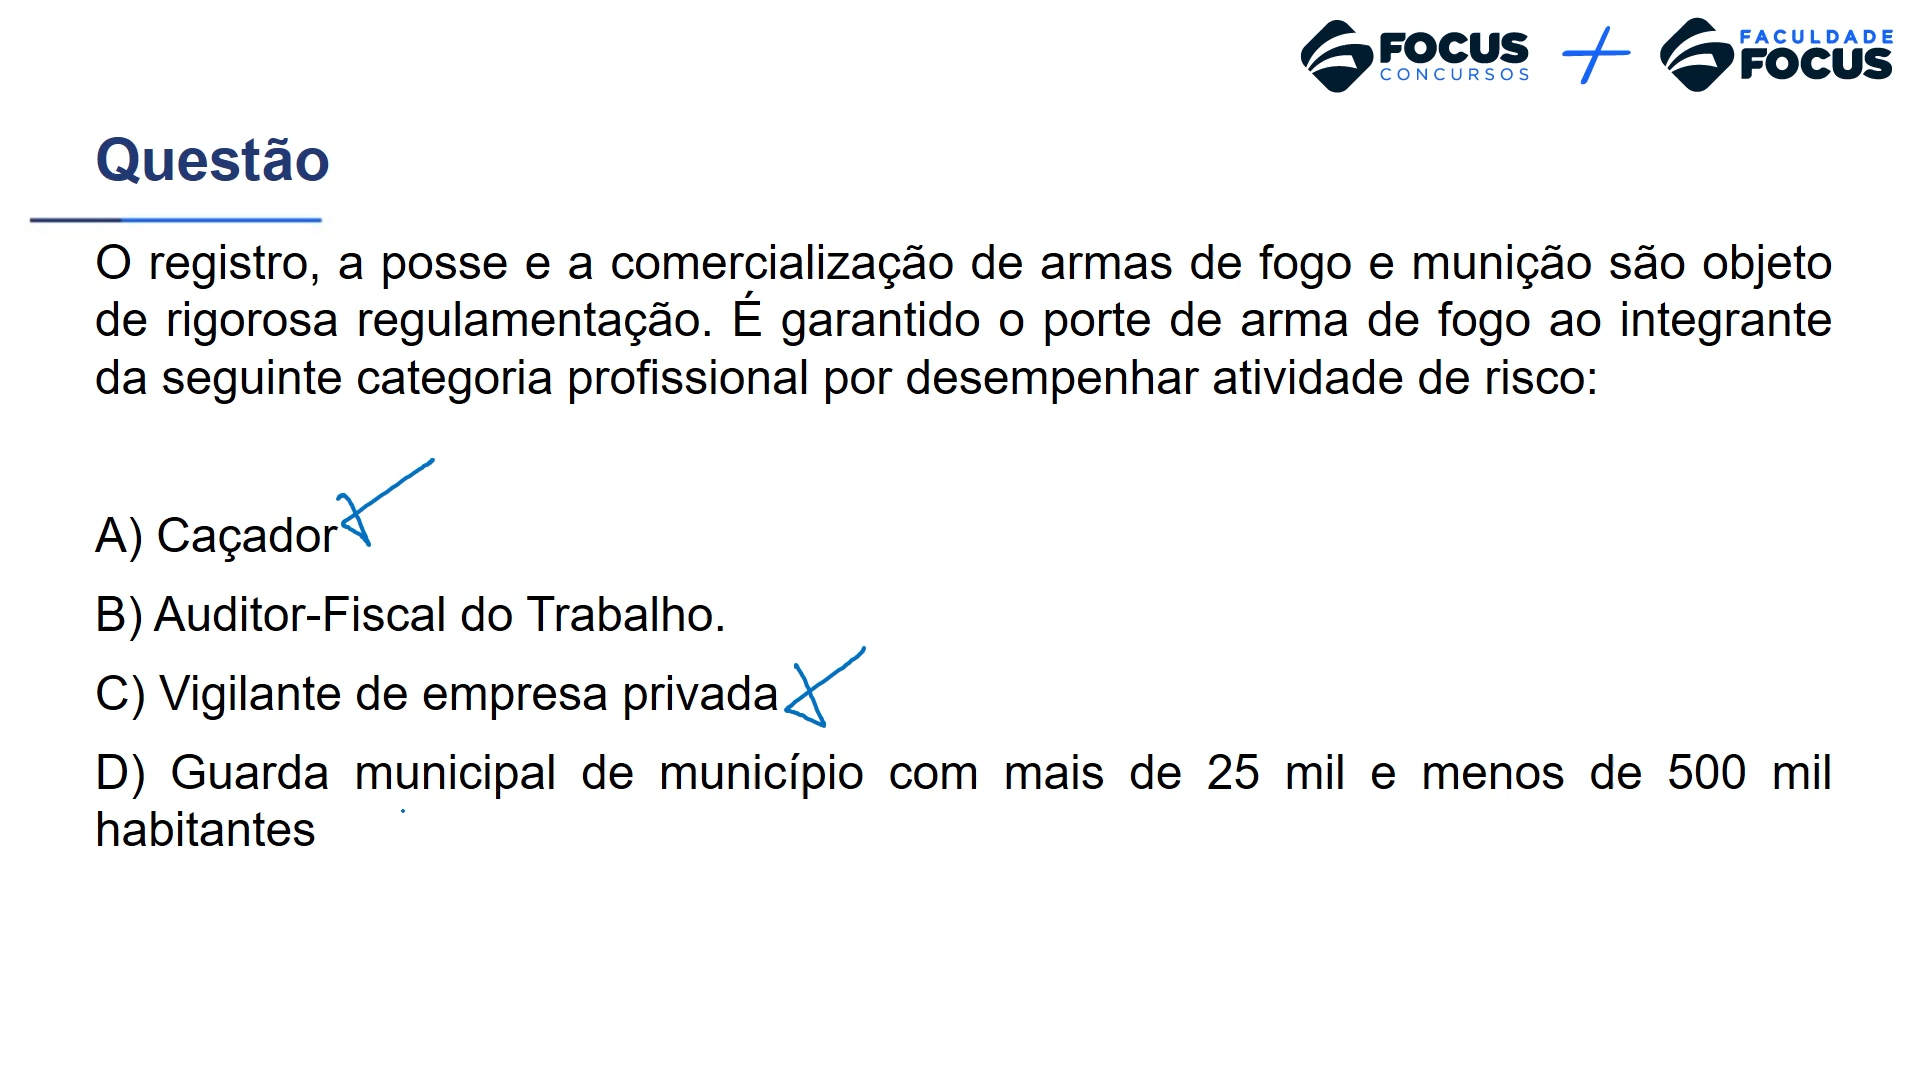 FOCUS
CONCURSOS
FACULDADE
FOCUS
Questão
O registro, a posse e a comercialização de armas de fogo e munição são objeto
de rigorosa regulamentação. É garantido o porte de arma de fogo ao integrante
da seguinte categoria profissional por desempenhar atividade de risco:
A) Caçador
B) Auditor-Fiscal do Trabalho.
C) Vigilante de empresa privada
D) Guarda municipal de município com mais de 25 mil e menos de 500 mil
habitantes